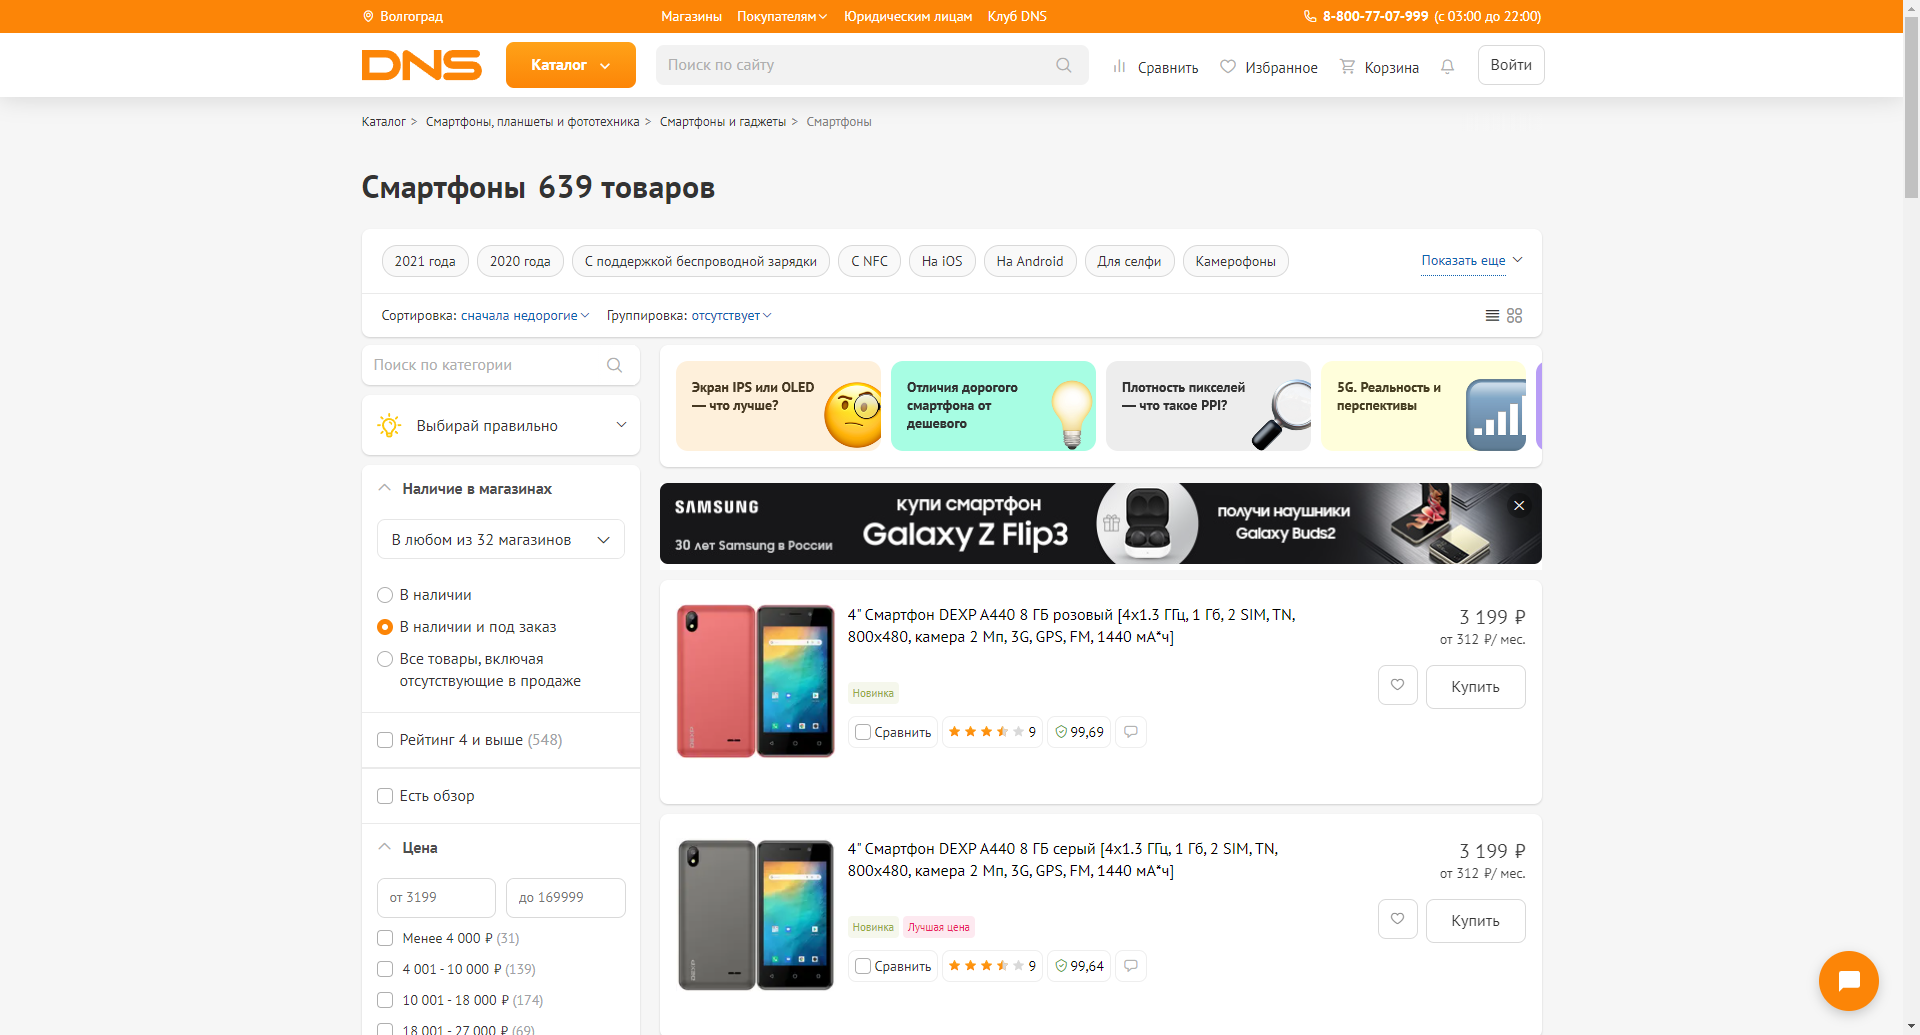 Волгоград
Магазины Покупателям Юридическим лицам Клуб DNS
8-800-77-07-999 (с 03:00 до 22:00)
DNS
Каталог
Поиск по сайту
Сравнить
Избранное
Корзина
Войти
Каталог > Смартфоны, планшеты и фототехника > Смартфоны и гаджеты > Смартфоны
Смартфоны 639 товаров
2021 года
2020 года
С поддержкой беспроводной зарядки
С NFC
На iOS
На Android
Для селфи
Камерофоны
Показать еще
Сортировка: сначала недорогие
Группировка: отсутствует
Поиск по категории
Выбирай правильно
Наличие в магазинах
В любом из 32 магазинов
В наличии
В наличии и под заказ
Все товары, включая
отсутствующие в продаже
Рейтинг 4 и выше (548)
Есть обзор
Цена
от 3199
до 169999
Менее 4 000 ₽ (31)
4 001 - 10 000 ₽ (139)
10 001 - 18 000 ₽ (174)
18 001 - 27 000 ₽ (69)
Экран IPS или OLED
— что лучше?
Отличия дорогого
смартфона от
дешевого
Плотность пикселей
— что такое PPI?
5G. Реальность и
перспективы
SAMSUNG
30 лет Samsung в России
купи смартфон
Galaxy Z Flip3
получи наушники
Galaxy Buds2
4" Смартфон DEXP A440 8 ГБ розовый [4x1.3 ГГц, 1 Гб, 2 SIM, TN,
800x480, камера 2 Мп, 3G, GPS, FM, 1440 мА*ч]
Новинка
Сравнить
9
99,69
3 199 ₽
от 312 ₽/ мес.
Купить
DEXP
4" Смартфон DEXP A440 8 ГБ серый [4x1.3 ГГц, 1 Гб, 2 SIM, TN,
800x480, камера 2 Мп, 3G, GPS, FM, 1440 мА*ч]
Новинка
Лучшая цена
Сравнить
9
99,64
3 199 ₽
от 312 ₽/ мес.
Купить
DEXP